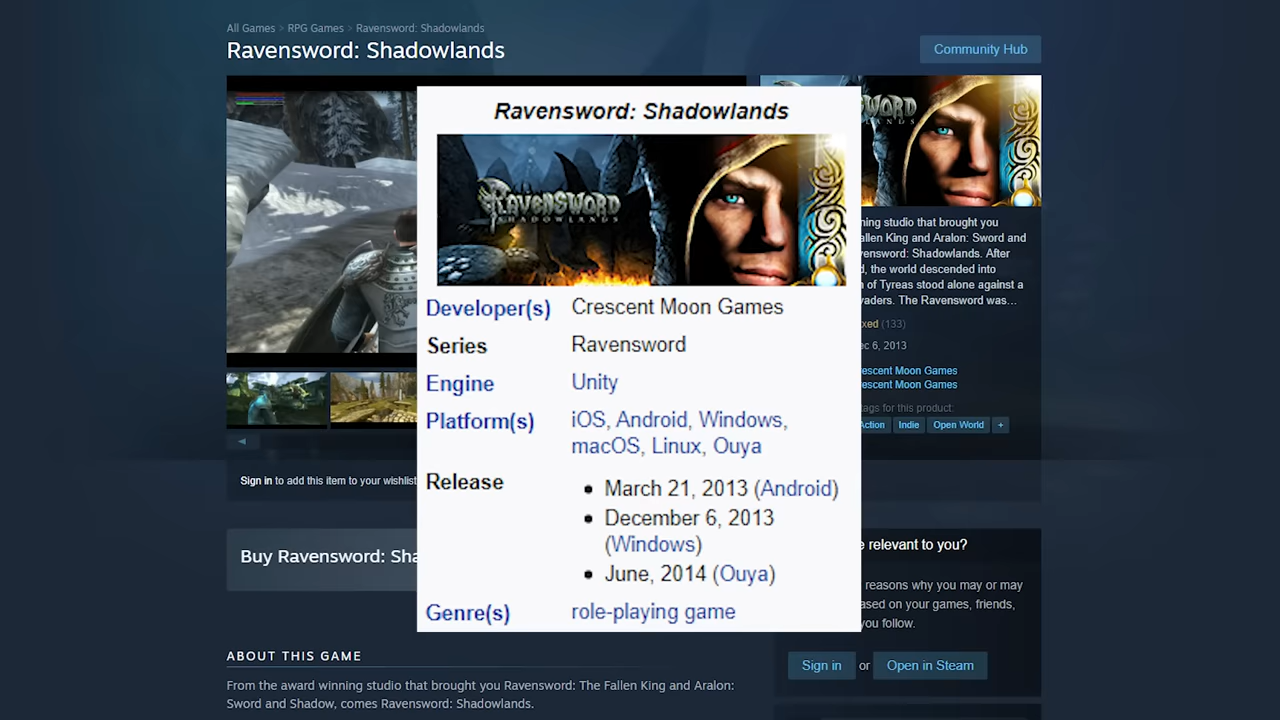 All Games > RPG Games > Ravensword: Shadowlands
Ravensword: Shadowlands
Community Hub
Ravensword: Shadowlands
RAVENSWORD
SHADOWLANDS
Developer(s) Crescent Moon Games
Series Ravensword
Engine Unity
Platform(s) iOS, Android, Windows,
macOS, Linux, Ouya
Release
• March 21, 2013 (Android)
• December 6, 2013
(Windows)
• June, 2014 (Ouya)
Genre(s) role-playing game
WORD
LANDS
ning studio that brought you
allen King and Aralon: Sword and
vensword: Shadowlands. After
d, the world descended into
of Tyreas stood alone against a
vaders. The Ravensword was...
xed (133)
ec 6, 2013
escent Moon Games
escent Moon Games
tags for this product:
Action Indie Open World +
Sign in to add this item to your wishlist
Buy Ravensword: Sha
e relevant to you?
reasons why you may or may
ased on your games, friends,
you follow.
Sign in or Open in Steam
ABOUT THIS GAME
From the award winning studio that brought you Ravensword: The Fallen King and Aralon:
Sword and Shadow, comes Ravensword: Shadowlands.